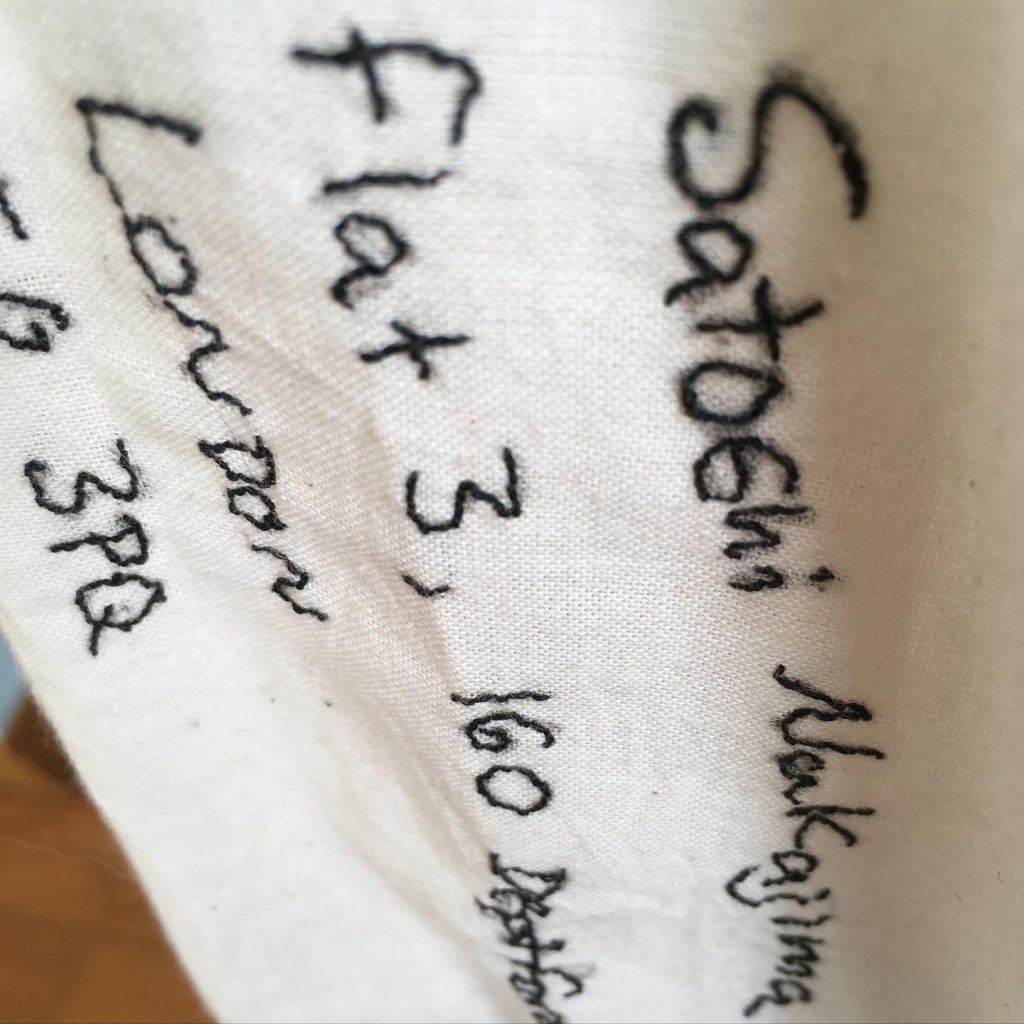 Satoshi Nakajima
Flat 3, 160
London
3PQ